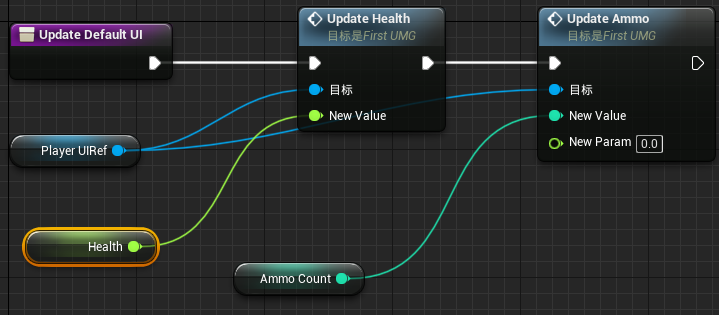 Update Default UI
Update Health
目标是First UMG
目标
New Value
Update Ammo
目标是First UMG
目标
New Value
New Param 0.0
Player UIRef
Health
Ammo Count